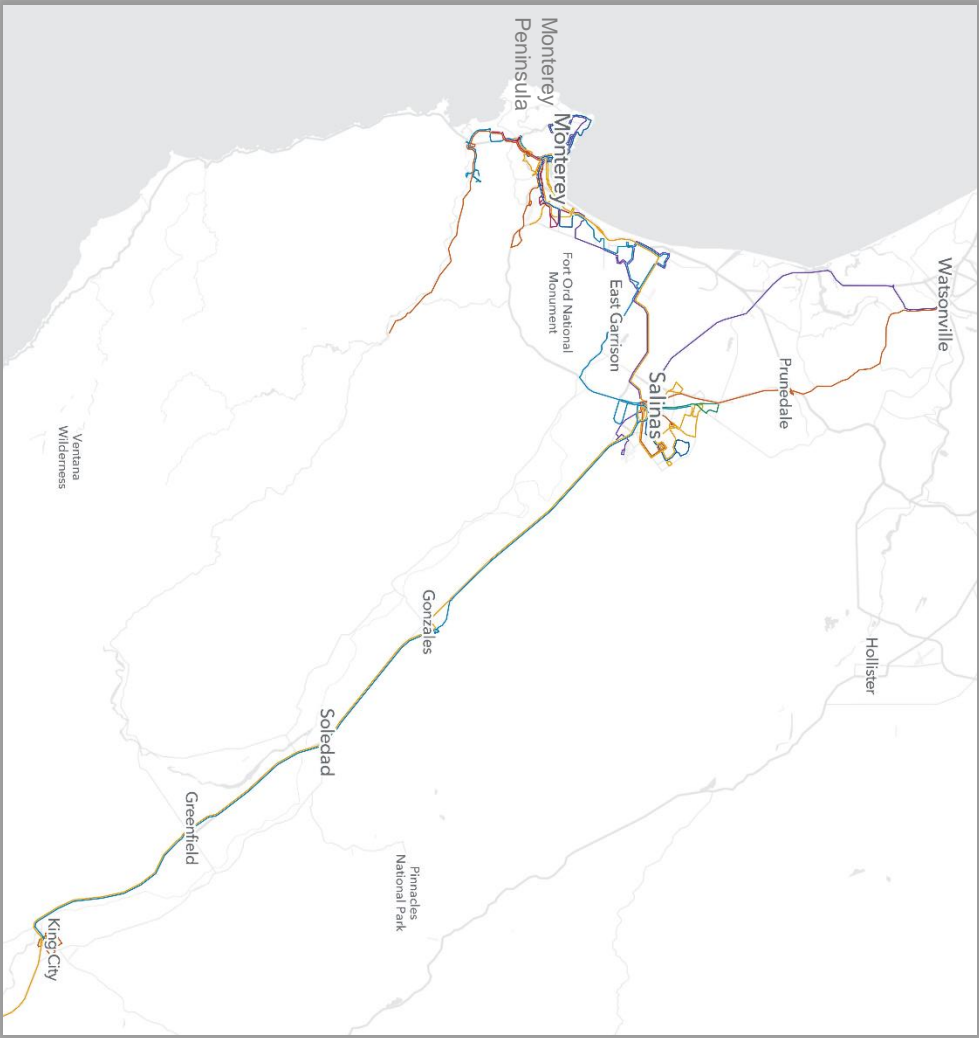 Watsonville
Prunedale
Hollister
Salinas
East Garrison
Monterey
Monterey
Peninsula
Fort Ord National
Monument
Gonzales
Pinnacles
National Park
Soledad
Greenfield
Ventana
Wilderness
King City